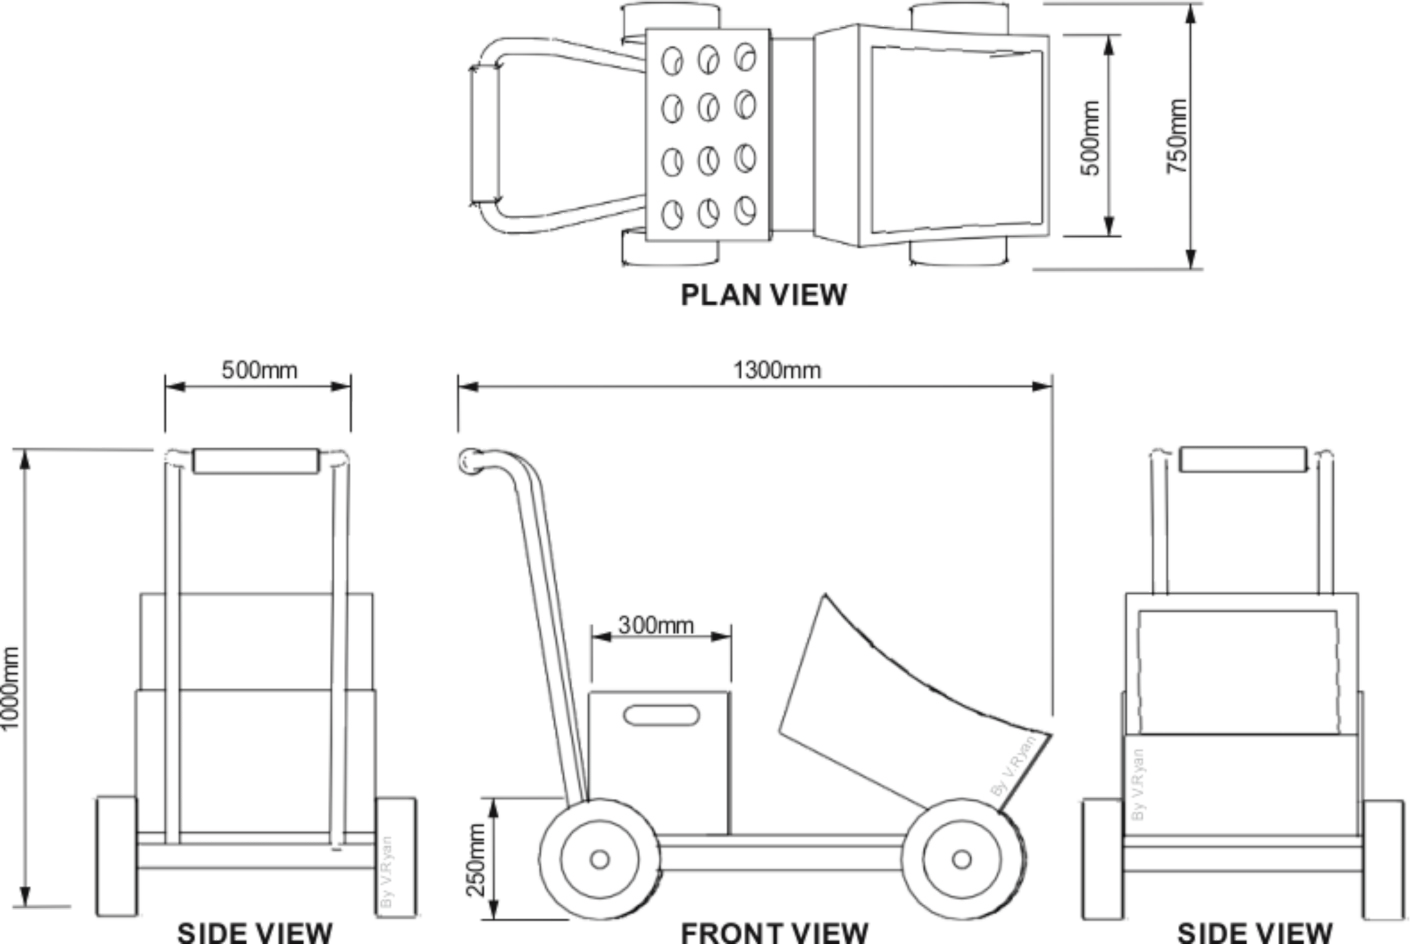 500mm
750mm
PLAN VIEW
500mm
1300mm
1000mm
300mm
250mm
By V.Ryan
By V.Ryan
By V.Ryan
SIDE VIEW
FRONT VIEW
SIDE VIEW